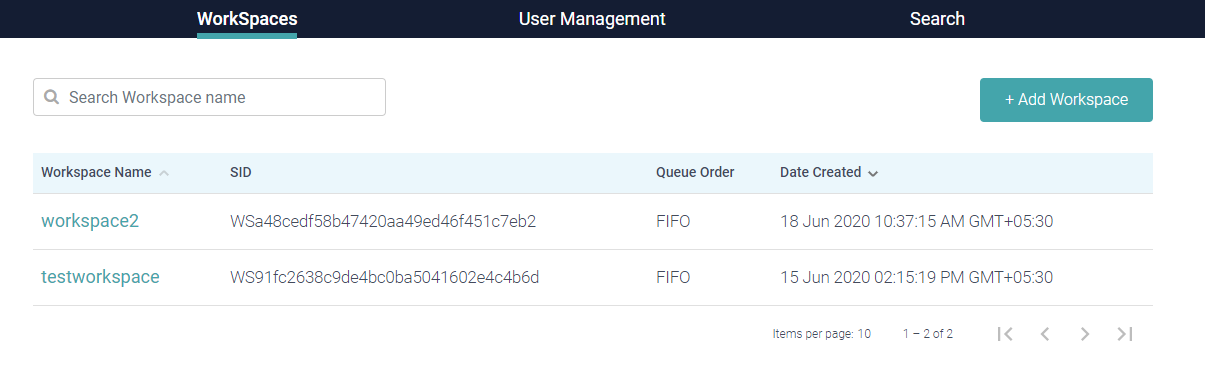 WorkSpaces User Management Search
Search Workspace name
+ Add Workspace
Workspace Name SID Queue Order Date Created
workspace2 WSa48cedf58b47420aa49ed46f451c7eb2 FIFO 18 Jun 2020 10:37:15 AM GMT+05:30
testworkspace WS91fc2638c9de4bc0ba5041602e4c4b6d FIFO 15 Jun 2020 02:15:19 PM GMT+05:30
Items per page: 10 1 – 2 of 2